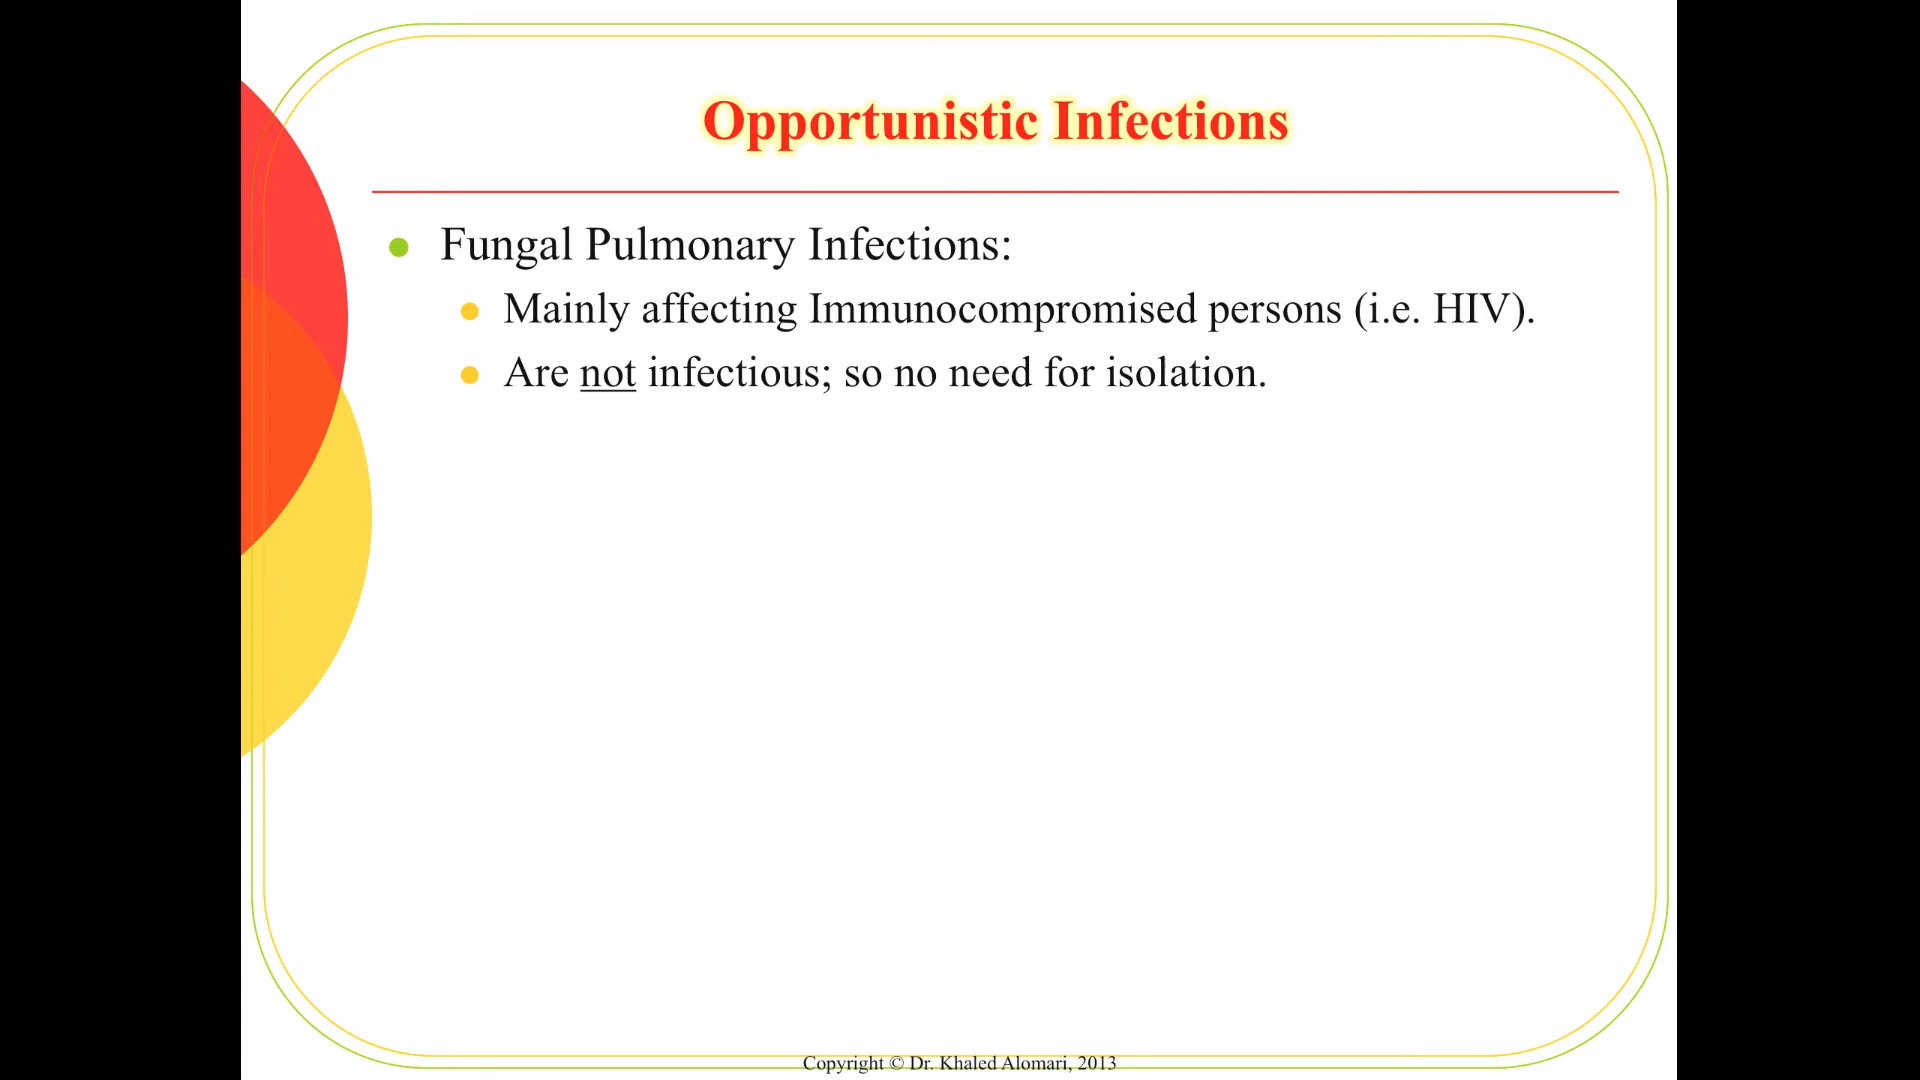 Opportunistic Infections
Fungal Pulmonary Infections:
Mainly affecting Immunocompromised persons (i.e. HIV).
Are not infectious; so no need for isolation.
Copyright © Dr. Khaled Alomari, 2013